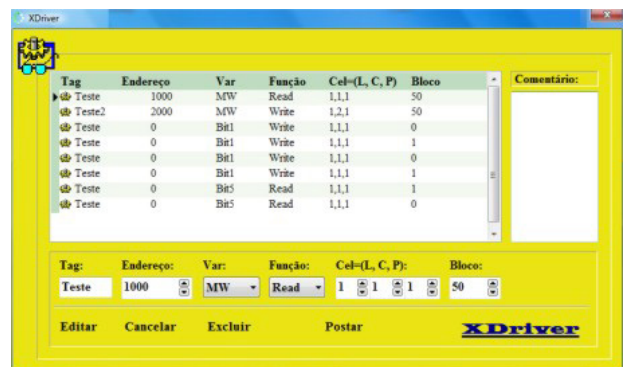 XDriver
Tag Endereço Var Função Cel=(L, C, P) Bloco Comentário:
Teste 1000 MW Read 1,1,1 50
Teste2 2000 MW Write 1,2,1 50
Teste 0 Bit1 Write 1,1,1 0
Teste 0 Bit1 Write 1,1,1 1
Teste 0 Bit1 Write 1,1,1 0
Teste 0 Bit1 Write 1,1,1 1
Teste 0 Bit5 Read 1,1,1 1
Teste 0 Bit5 Read 1,1,1 0
Tag: Endereço: Var: Função: Cel=(L, C, P): Bloco:
Teste 1000 MW Read 1 1 1 50
Editar Cancelar Excluir Postar XDriver